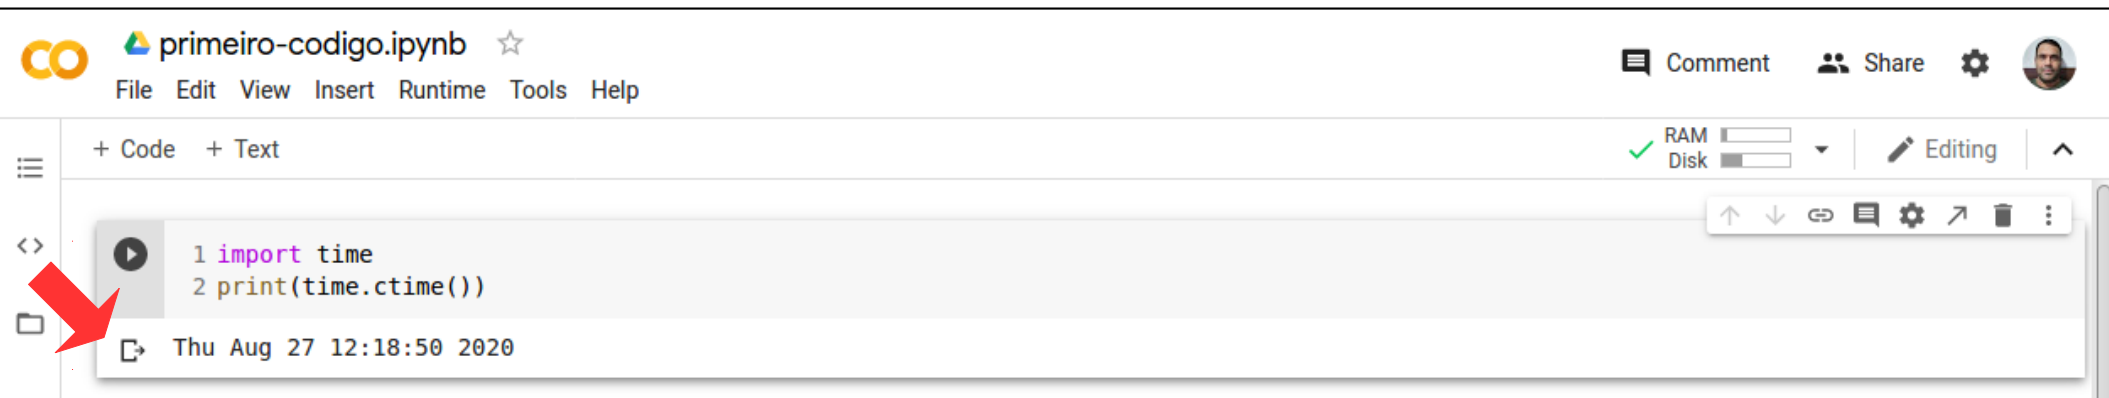 primeiro-codigo.ipynb
Comment Share
File Edit View Insert Runtime Tools Help
+ Code + Text
RAM
Disk
Editing
1 import time
2 print(time.ctime())
Thu Aug 27 12:18:50 2020